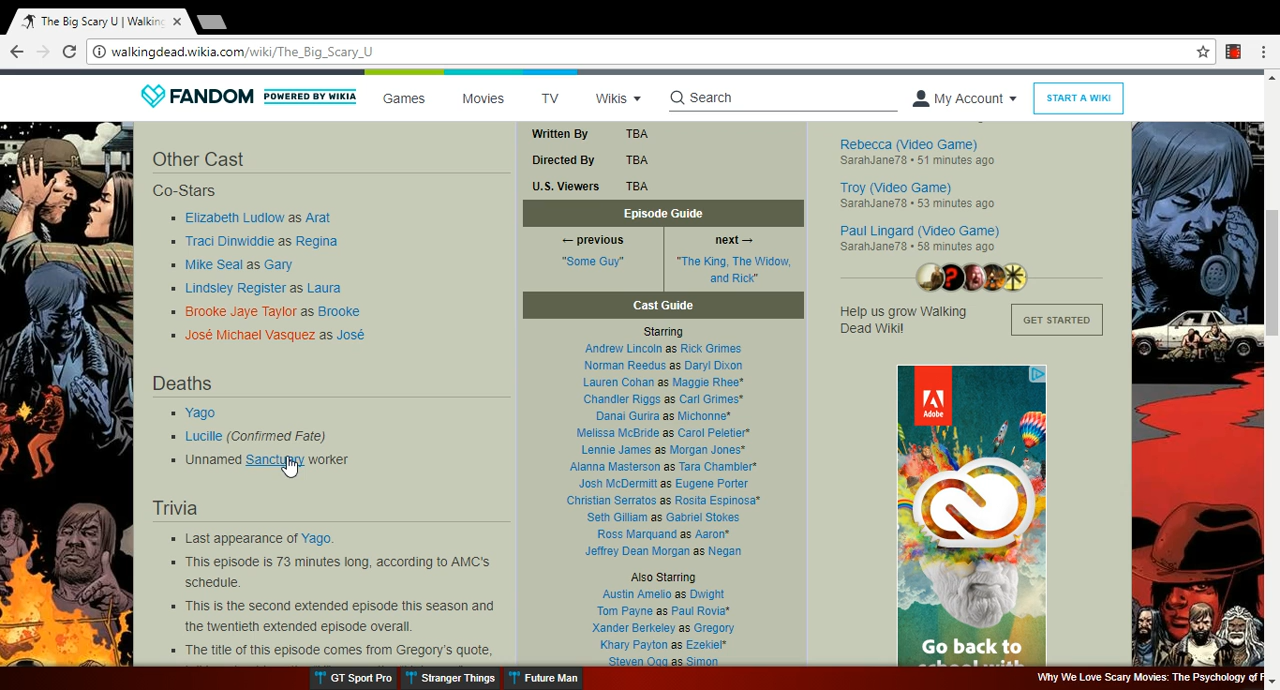 The Big Scary U | Walkin
walkingdead.wikia.com/wiki/The_Big_Scary_U
FANDOM POWERED BY WIKIA
Games
Movies
TV
Wikis
Search
My Account
START A WIKI
Other Cast
Co-Stars
Elizabeth Ludlow as Arat
Traci Dinwiddie as Regina
Mike Seal as Gary
Lindsley Register as Laura
Brooke Jaye Taylor as Brooke
José Michael Vasquez as José
Deaths
Yago
Lucille (Confirmed Fate)
Unnamed Sanctuary worker
Trivia
Last appearance of Yago.
This episode is 73 minutes long, according to AMC's
schedule.
This is the second extended episode this season and
the twentieth extended episode overall.
The title of this episode comes from Gregory's quote,
Written By TBA
Directed By TBA
U.S. Viewers TBA
Episode Guide
← previous
"Some Guy"
next →
"The King, The Widow,
and Rick"
Cast Guide
Starring
Andrew Lincoln as Rick Grimes
Norman Reedus as Daryl Dixon
Lauren Cohan as Maggie Rhee*
Chandler Riggs as Carl Grimes*
Danai Gurira as Michonne*
Melissa McBride as Carol Peletier*
Lennie James as Morgan Jones*
Alanna Masterson as Tara Chambler*
Josh McDermitt as Eugene Porter
Christian Serratos as Rosita Espinosa*
Seth Gilliam as Gabriel Stokes
Ross Marquand as Aaron*
Jeffrey Dean Morgan as Negan
Also Starring
Austin Amelio as Dwight
Tom Payne as Paul Rovia*
Xander Berkeley as Gregory
Khary Payton as Ezekiel*
Steven Ogg as Simon
Rebecca (Video Game)
SarahJane78 • 51 minutes ago
Troy (Video Game)
SarahJane78 • 53 minutes ago
Paul Lingard (Video Game)
SarahJane78 • 58 minutes ago
Help us grow Walking
Dead Wiki!
GET STARTED
Adobe
Go back to
school with
GT Sport Pro
Stranger Things
Future Man
Why We Love Scary Movies: The Psychology of F